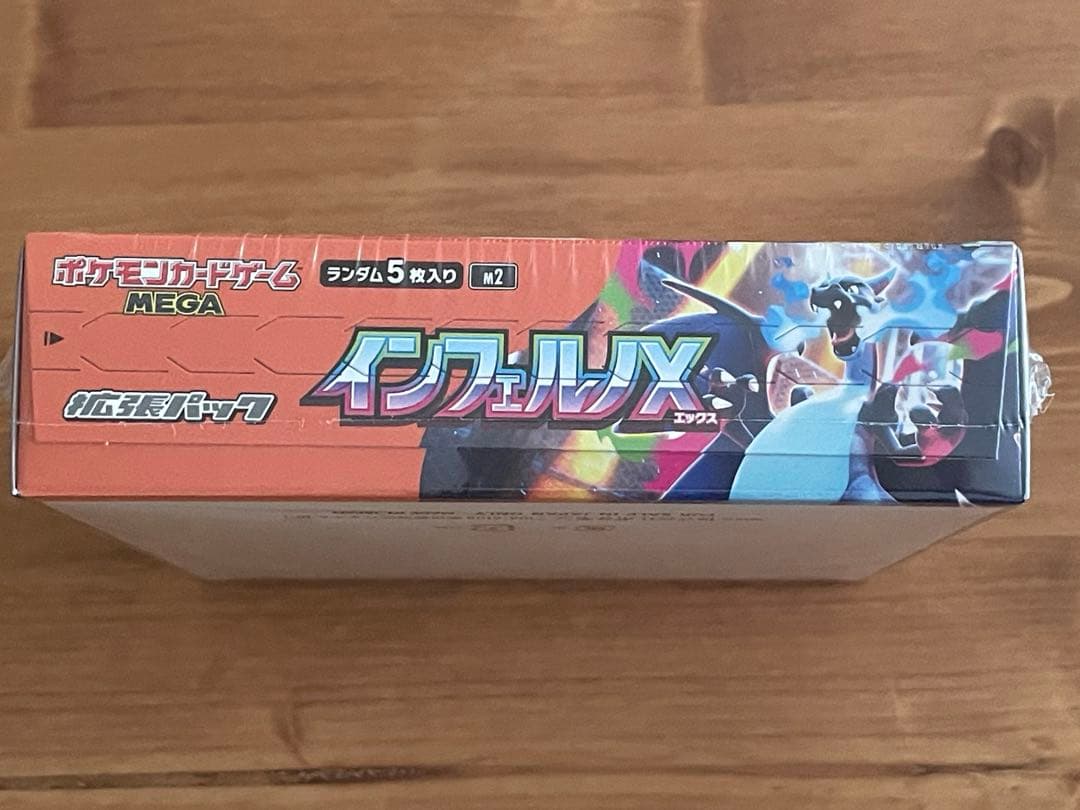 ポケモンカードゲーム
MEGA
ランダム5枚入り
M2
インフェルノX
エックス
拡張パック